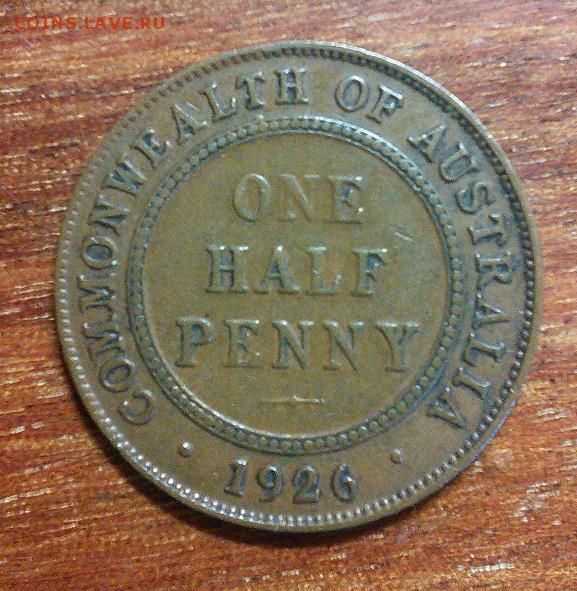 COINS.LAVE.RU
COMMONWEALTH OF AUSTRALIA
ONE
HALF
PENNY
· 1926 ·